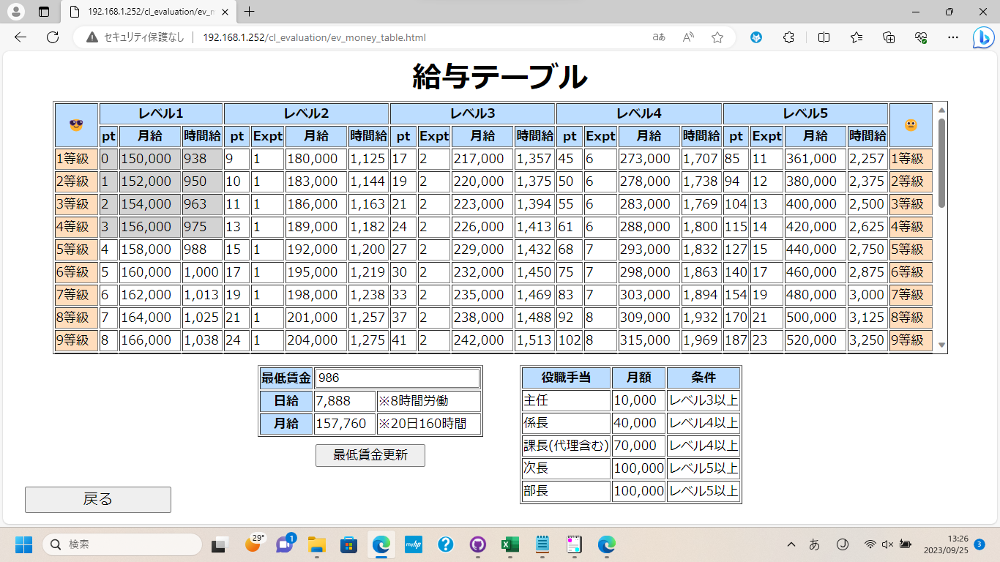 192.168.1.252/cl_evaluation/ev_m
セキュリティ保護なし 192.168.1.252/cl_evaluation/ev_money_table.html
給与テーブル
レベル1 レベル2 レベル3 レベル4 レベル5
pt 月給 時間給 pt Expt 月給 時間給 pt Expt 月給 時間給 pt Expt 月給 時間給 pt Expt 月給 時間給
1等級 0 150,000 938 9 1 180,000 1,125 17 2 217,000 1,357 45 6 273,000 1,707 85 11 361,000 2,257 1等級
2等級 1 152,000 950 10 1 183,000 1,144 19 2 220,000 1,375 50 6 278,000 1,738 94 12 380,000 2,375 2等級
3等級 2 154,000 963 11 1 186,000 1,163 21 2 223,000 1,394 55 6 283,000 1,769 104 13 400,000 2,500 3等級
4等級 3 156,000 975 13 1 189,000 1,182 24 2 226,000 1,413 61 6 288,000 1,800 115 14 420,000 2,625 4等級
5等級 4 158,000 988 15 1 192,000 1,200 27 2 229,000 1,432 68 7 293,000 1,832 127 15 440,000 2,750 5等級
6等級 5 160,000 1,000 17 1 195,000 1,219 30 2 232,000 1,450 75 7 298,000 1,863 140 17 460,000 2,875 6等級
7等級 6 162,000 1,013 19 1 198,000 1,238 33 2 235,000 1,469 83 7 303,000 1,894 154 19 480,000 3,000 7等級
8等級 7 164,000 1,025 21 1 201,000 1,257 37 2 238,000 1,488 92 8 309,000 1,932 170 21 500,000 3,125 8等級
9等級 8 166,000 1,038 24 1 204,000 1,275 41 2 242,000 1,513 102 8 315,000 1,969 187 23 520,000 3,250 9等級
最低賃金 986
日給 7,888 ※8時間労働
月給 157,760 ※20日160時間
最低賃金更新
役職手当 月額 条件
主任 10,000 レベル3以上
係長 40,000 レベル4以上
課長(代理含む) 70,000 レベル4以上
次長 100,000 レベル5以上
部長 100,000 レベル5以上
戻る
検索
29°
1
myhp
あ
13:26
2023/09/25
3